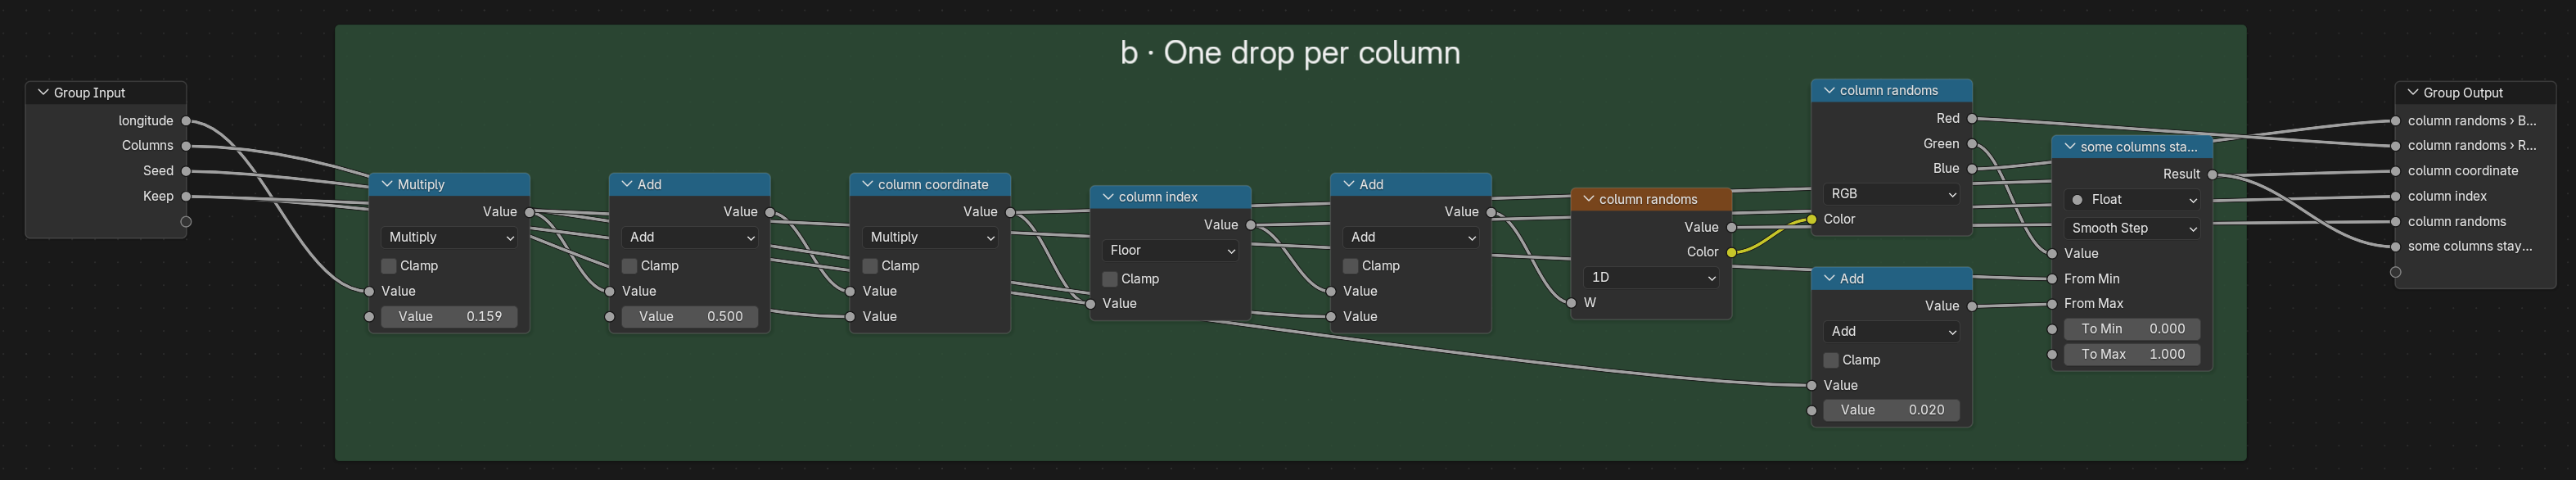 b · One drop per column
Group Input
longitude
Columns
Seed
Keep
Multiply
Value
Multiply
Clamp
Value
Value 0.159
Add
Value
Add
Clamp
Value
Value 0.500
column coordinate
Value
Multiply
Clamp
Value
Value
column index
Value
Floor
Clamp
Value
Add
Value
Add
Clamp
Value
Value
column randoms
Value
Color
1D
W
column randoms
Red
Green
Blue
RGB
Color
Add
Value
Add
Clamp
Value
Value 0.020
some columns sta...
Result
Float
Smooth Step
Value
From Min
From Max
To Min 0.000
To Max 1.000
Group Output
column randoms › B...
column randoms › R...
column coordinate
column index
column randoms
some columns stay...